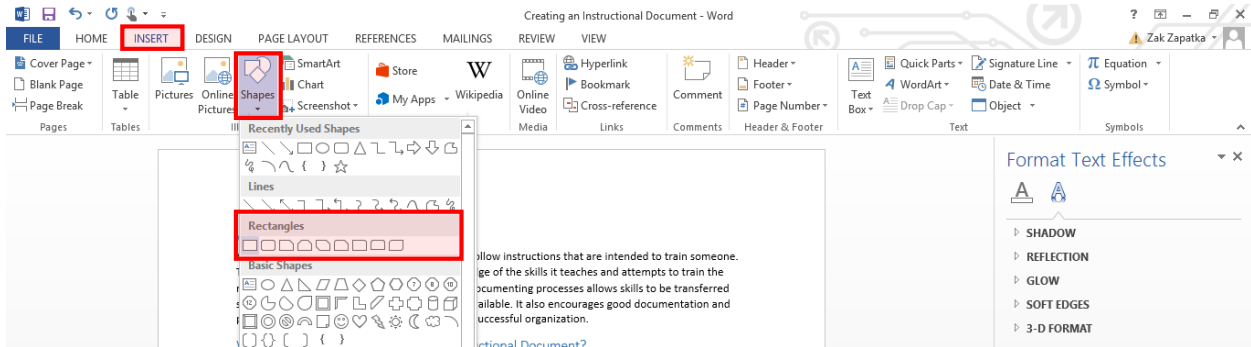 Creating an Instructional Document - Word
FILE HOME INSERT DESIGN PAGE LAYOUT REFERENCES MAILINGS REVIEW VIEW Zak Zapatka
Cover Page SmartArt Hyperlink Header Quick Parts Signature Line Equation
Blank Page Chart Store Bookmark Footer WordArt Date & Time Symbol
Page Break Table Pictures Online Pictures Shapes Screenshot My Apps Wikipedia Online Video Cross-reference Comment Page Number Text Box Drop Cap Object
Pages Tables Media Links Comments Header & Footer Text Symbols
Recently Used Shapes
Lines
Rectangles
Basic Shapes
follow instructions that are intended to train someone.
of the skills it teaches and attempts to train the
documenting processes allows skills to be transferred
available. It also encourages good documentation and
successful organization.
Document?
Format Text Effects
SHADOW
REFLECTION
GLOW
SOFT EDGES
3-D FORMAT